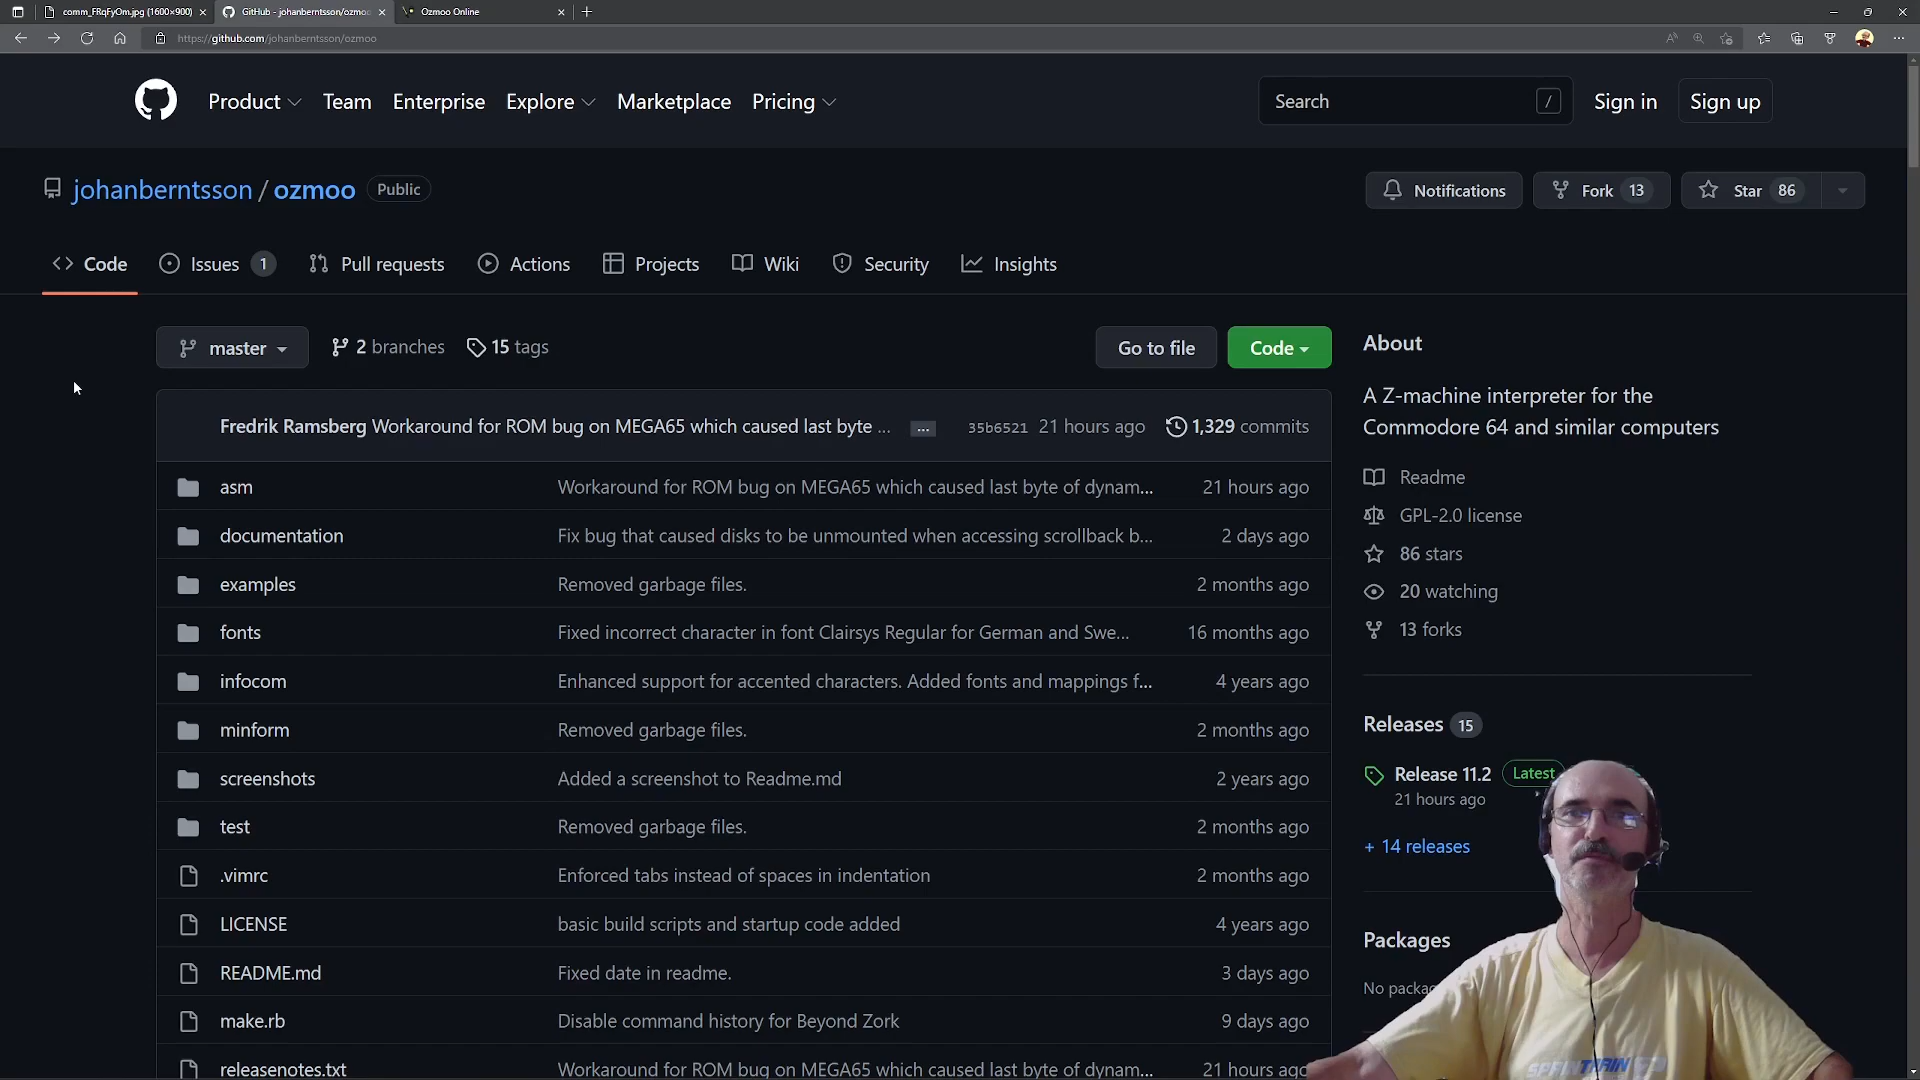 comm_FRqFyOm.jpg (1600×900)
GitHub - johanberntsson/ozmoo
Ozmoo Online
https://github.com/johanberntsson/ozmoo
Product Team Enterprise Explore Marketplace Pricing
Search /
Sign in Sign up
johanberntsson / ozmoo Public
Notifications Fork 13 Star 86
Code Issues 1 Pull requests Actions Projects Wiki Security Insights
master 2 branches 15 tags
Go to file Code
Fredrik Ramsberg Workaround for ROM bug on MEGA65 which caused last byte ... ... 35b6521 21 hours ago 1,329 commits
asm Workaround for ROM bug on MEGA65 which caused last byte of dynam... 21 hours ago
documentation Fix bug that caused disks to be unmounted when accessing scrollback b... 2 days ago
examples Removed garbage files. 2 months ago
fonts Fixed incorrect character in font Clairsys Regular for German and Swe... 16 months ago
infocom Enhanced support for accented characters. Added fonts and mappings f... 4 years ago
minform Removed garbage files. 2 months ago
screenshots Added a screenshot to Readme.md 2 years ago
test Removed garbage files. 2 months ago
.vimrc Enforced tabs instead of spaces in indentation 2 months ago
LICENSE basic build scripts and startup code added 4 years ago
README.md Fixed date in readme. 3 days ago
make.rb Disable command history for Beyond Zork 9 days ago
releasenotes.txt Workaround for ROM bug on MEGA65 which caused last byte of dynam... 21 hours ago
About
A Z-machine interpreter for the
Commodore 64 and similar computers
Readme
GPL-2.0 license
86 stars
20 watching
13 forks
Releases 15
Release 11.2 Latest
21 hours ago
+ 14 releases
Packages
No packag